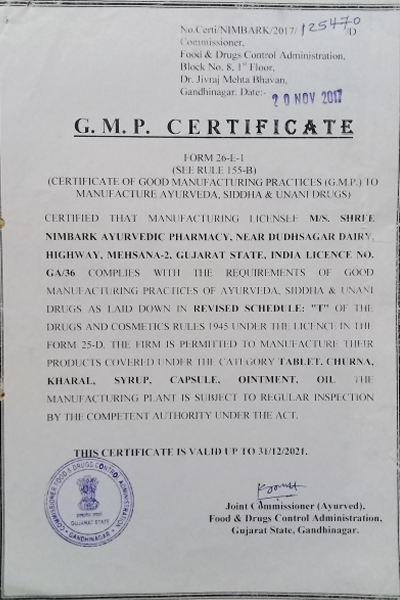 No.Certi/NIMBARK/2017/125470/D
Commissioner,
Food & Drugs Control Administration,
Block No. 8, 1st Floor,
Dr. Jivraj Mehta Bhavan,
Gandhinagar. Date:- 20 NOV 2017
G.M.P. CERTIFICATE
FORM 26-E-1
(SEE RULE 155-B)
(CERTIFICATE OF GOOD MANUFACTURING PRACTICES (G.M.P.) TO
MANUFACTURE AYURVEDA, SIDDHA & UNANI DRUGS)
CERTIFIED THAT MANUFACTURING LICENSEE M/S. SHREE
NIMBARK AYURVEDIC PHARMACY, NEAR DUDHSAGAR DAIRY,
HIGHWAY, MEHSANA-2, GUJARAT STATE, INDIA LICENCE NO.
GA/36 COMPLIES WITH THE REQUIREMENTS OF GOOD
MANUFACTURING PRACTICES OF AYURVEDA, SIDDHA & UNANI
DRUGS AS LAID DOWN IN REVISED SCHEDULE: "T" OF THE
DRUGS AND COSMETICS RULES 1945 UNDER THE LICENCE IN THE
FORM 25-D. THE FIRM IS PERMITTED TO MANUFACTURE THEIR
PRODUCTS COVERED UNDER THE CATEGORY TABLET, CHURNA,
KHARAL, SYRUP, CAPSULE, OINTMENT, OIL THE
MANUFACTURING PLANT IS SUBJECT TO REGULAR INSPECTION
BY THE COMPETENT AUTHORITY UNDER THE ACT.
THIS CERTIFICATE IS VALID UP TO 31/12/2021.
COMMISSIONER FOOD & DRUGS CONTROL ADMINISTRATION
GUJARAT STATE
GANDHINAGAR
Joint Commissioner (Ayurved),
Food & Drugs Control Administration,
Gujarat State, Gandhinagar.